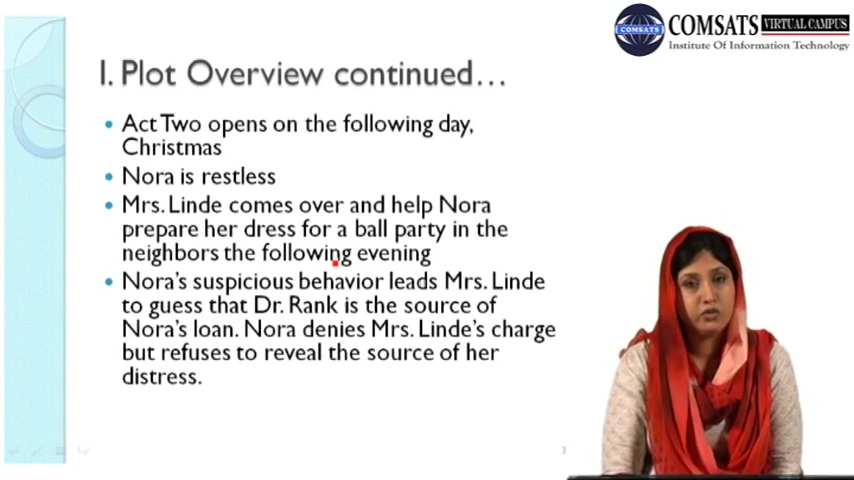 COMSATS
COMSATS VIRTUAL CAMPUS
Institute Of Information Technology
I. Plot Overview continued…
• Act Two opens on the following day,
Christmas
• Nora is restless
• Mrs. Linde comes over and help Nora
prepare her dress for a ball party in the
neighbors the following evening
• Nora's suspicious behavior leads Mrs. Linde
to guess that Dr. Rank is the source of
Nora's loan. Nora denies Mrs. Linde's charge
but refuses to reveal the source of her
distress.
3